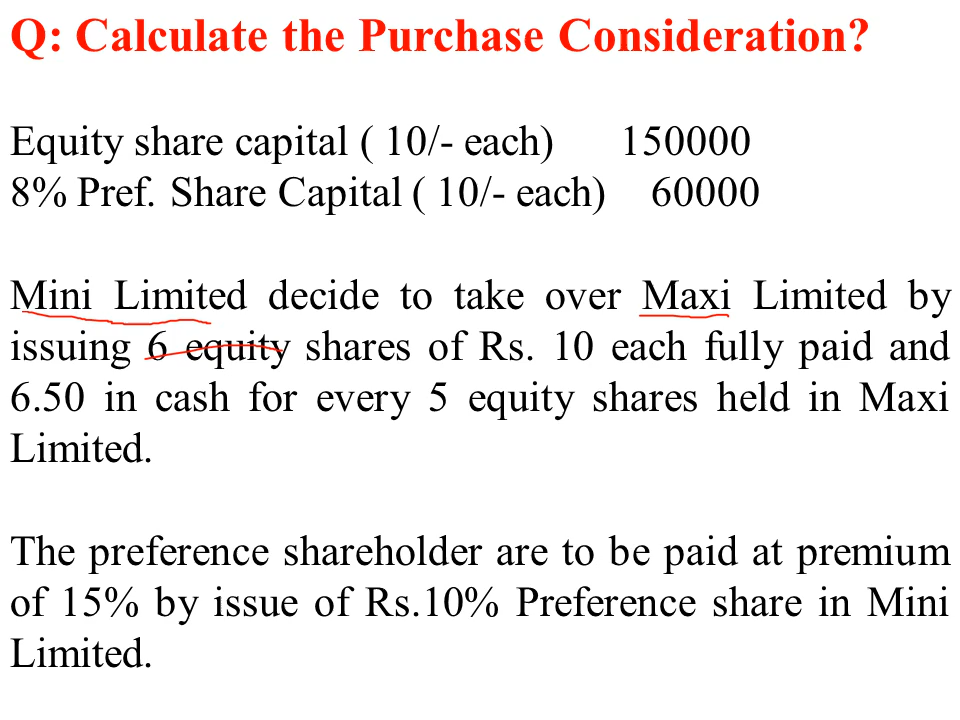 Q: Calculate the Purchase Consideration?
Equity share capital ( 10/- each) 150000
8% Pref. Share Capital ( 10/- each) 60000
Mini Limited decide to take over Maxi Limited by
issuing 6 equity shares of Rs. 10 each fully paid and
6.50 in cash for every 5 equity shares held in Maxi
Limited.
The preference shareholder are to be paid at premium
of 15% by issue of Rs.10% Preference share in Mini
Limited.